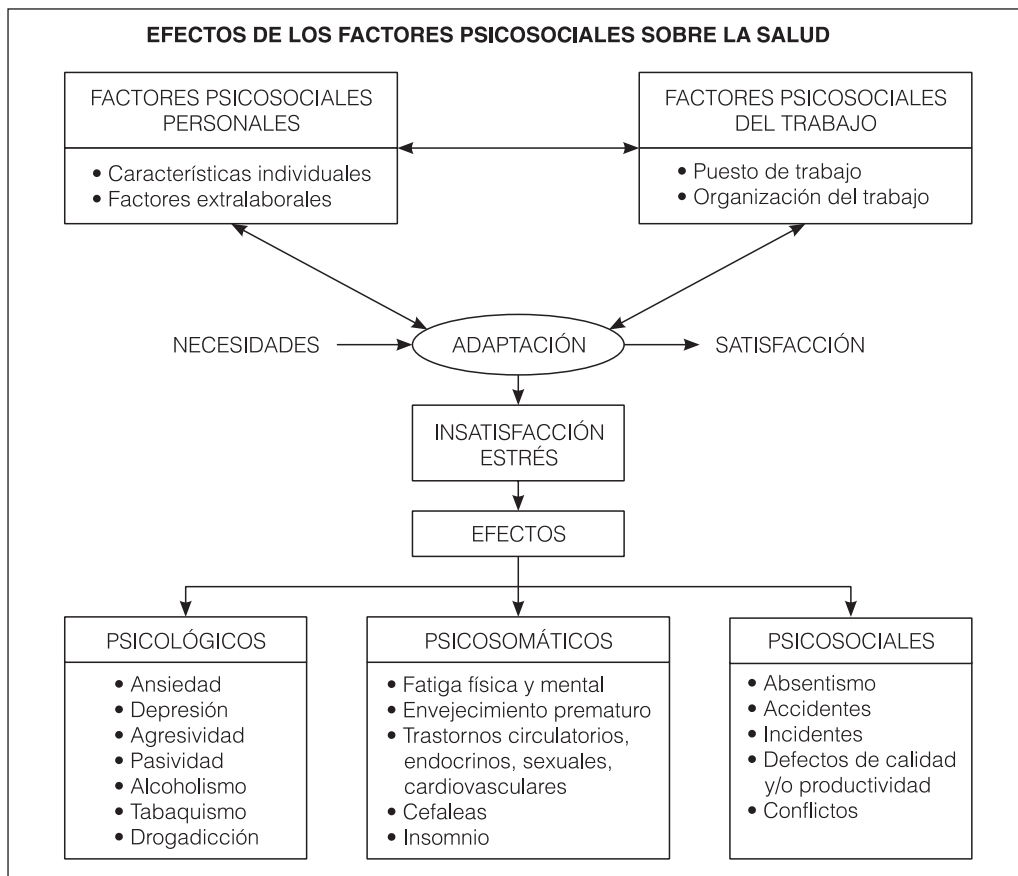 EFECTOS DE LOS FACTORES PSICOSOCIALES SOBRE LA SALUD
FACTORES PSICOSOCIALES
PERSONALES
• Características individuales
• Factores extralaborales
FACTORES PSICOSOCIALES
DEL TRABAJO
• Puesto de trabajo
• Organización del trabajo
NECESIDADES
ADAPTACIÓN
SATISFACCIÓN
INSATISFACCIÓN
ESTRÉS
EFECTOS
PSICOLÓGICOS
• Ansiedad
• Depresión
• Agresividad
• Pasividad
• Alcoholismo
• Tabaquismo
• Drogadicción
PSICOSOMÁTICOS
• Fatiga física y mental
• Envejecimiento prematuro
• Trastornos circulatorios,
endocrinos, sexuales,
cardiovasculares
• Cefaleas
• Insomnio
PSICOSOCIALES
• Absentismo
• Accidentes
• Incidentes
• Defectos de calidad
y/o productividad
• Conflictos